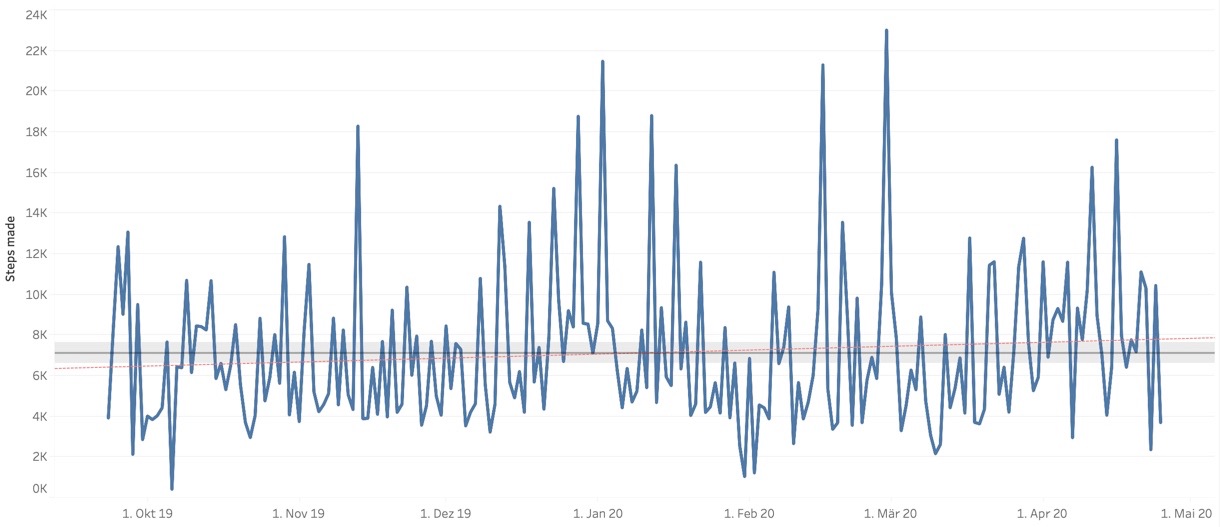 24K
22K
20K
18K
16K
14K
12K
10K
8K
6K
4K
2K
0K
Steps made
1. Okt 19
1. Nov 19
1. Dez 19
1. Jan 20
1. Feb 20
1. Mär 20
1. Apr 20
1. Mai 20